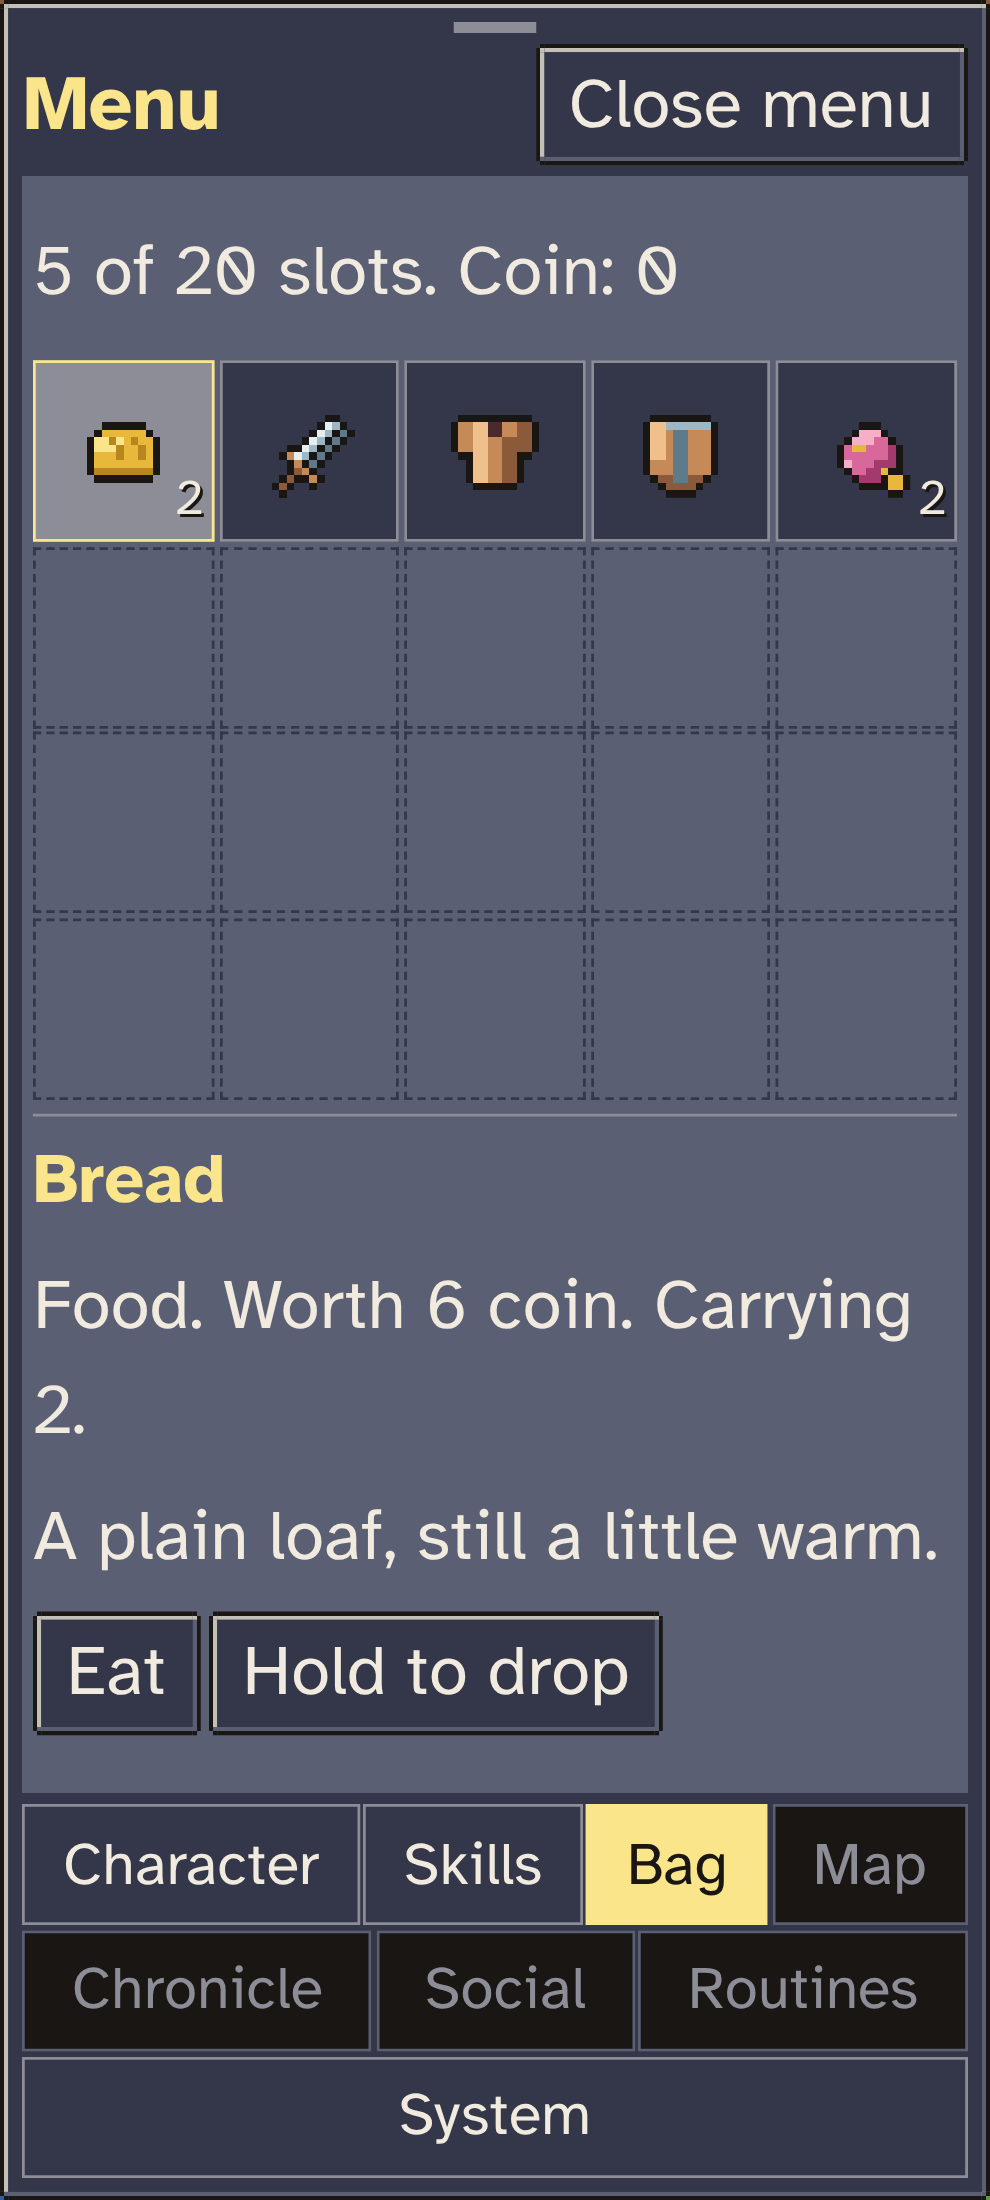 Menu
Close menu
5 of 20 slots. Coin: 0
2
2
Bread
Food. Worth 6 coin. Carrying
2.
A plain loaf, still a little warm.
Eat
Hold to drop
Character
Skills
Bag
Map
Chronicle
Social
Routines
System